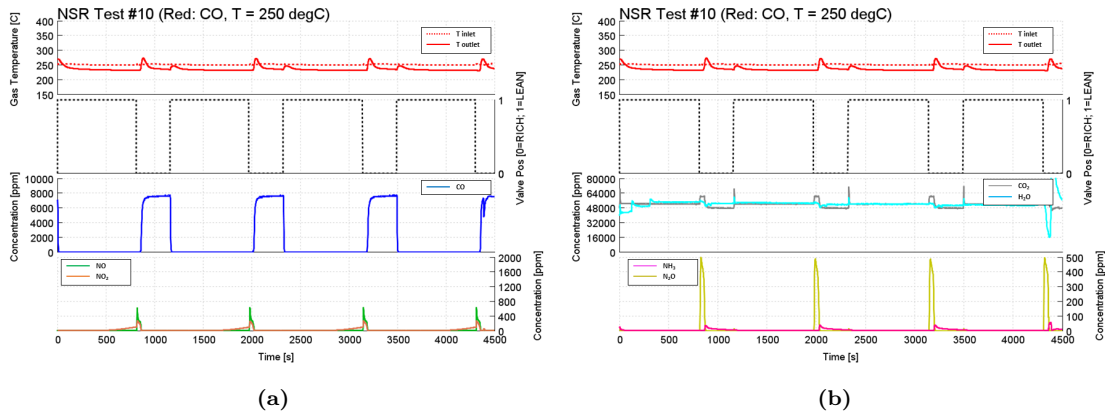 NSR Test #10 (Red: CO, T = 250 degC)
Gas Temperature [C]
400
350
300
250
200
150
T inlet
T outlet
1
0
Valve Pos [0=RICH; 1=LEAN]
Concentration [ppm]
10000
8000
6000
4000
2000
0
CO
NO
NO₂
2000
1600
1200
800
400
0
Concentration [ppm]
0 500 1000 1500 2000 2500 3000 3500 4000 4500
Time [s]
(a)
NSR Test #10 (Red: CO, T = 250 degC)
Gas Temperature [C]
400
350
300
250
200
150
T inlet
T outlet
1
0
Valve Pos [0=RICH; 1=LEAN]
Concentration [ppm]
80000
64000
48000
32000
16000
0
CO₂
H₂O
NH₃
N₂O
500
400
300
200
100
0
Concentration [ppm]
0 500 1000 1500 2000 2500 3000 3500 4000 4500
Time [s]
(b)